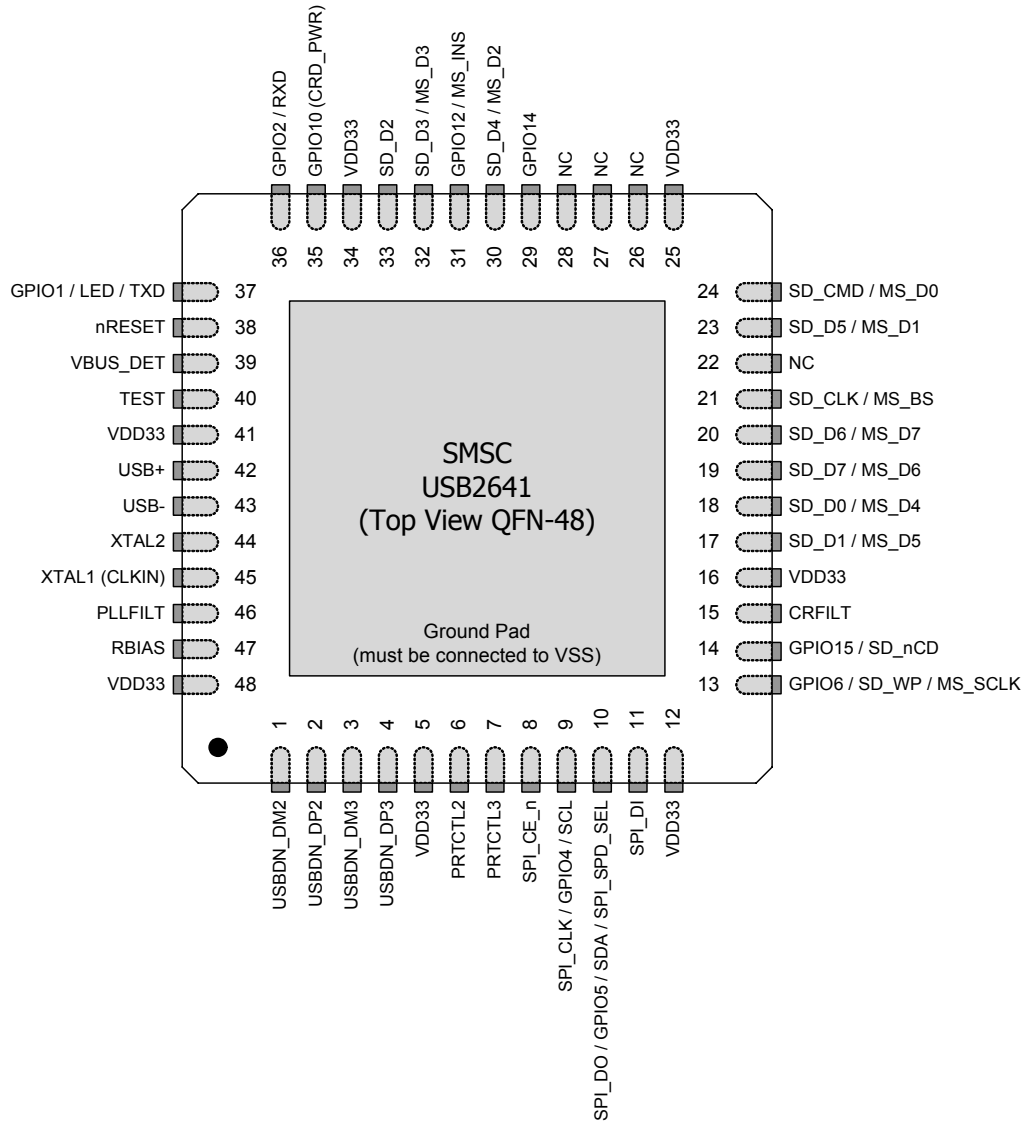 GPIO2 / RXD
GPIO10 (CRD_PWR)
VDD33
SD_D2
SD_D3 / MS_D3
GPIO12 / MS_INS
SD_D4 / MS_D2
GPIO14
NC
NC
NC
VDD33
36
35
34
33
32
31
30
29
28
27
26
25
GPIO1 / LED / TXD 37
nRESET 38
VBUS_DET 39
TEST 40
VDD33 41
USB+ 42
USB- 43
XTAL2 44
XTAL1 (CLKIN) 45
PLLFILT 46
RBIAS 47
VDD33 48
SMSC
USB2641
(Top View QFN-48)
Ground Pad
(must be connected to VSS)
24 SD_CMD / MS_D0
23 SD_D5 / MS_D1
22 NC
21 SD_CLK / MS_BS
20 SD_D6 / MS_D7
19 SD_D7 / MS_D6
18 SD_D0 / MS_D4
17 SD_D1 / MS_D5
16 VDD33
15 CRFILT
14 GPIO15 / SD_nCD
13 GPIO6 / SD_WP / MS_SCLK
1
2
3
4
5
6
7
8
9
10
11
12
USBDN_DM2
USBDN_DP2
USBDN_DM3
USBDN_DP3
VDD33
PRTCTL2
PRTCTL3
SPI_CE_n
SPI_CLK / GPIO4 / SCL
SPI_DO / GPIO5 / SDA / SPI_SPD_SEL
SPI_DI
VDD33